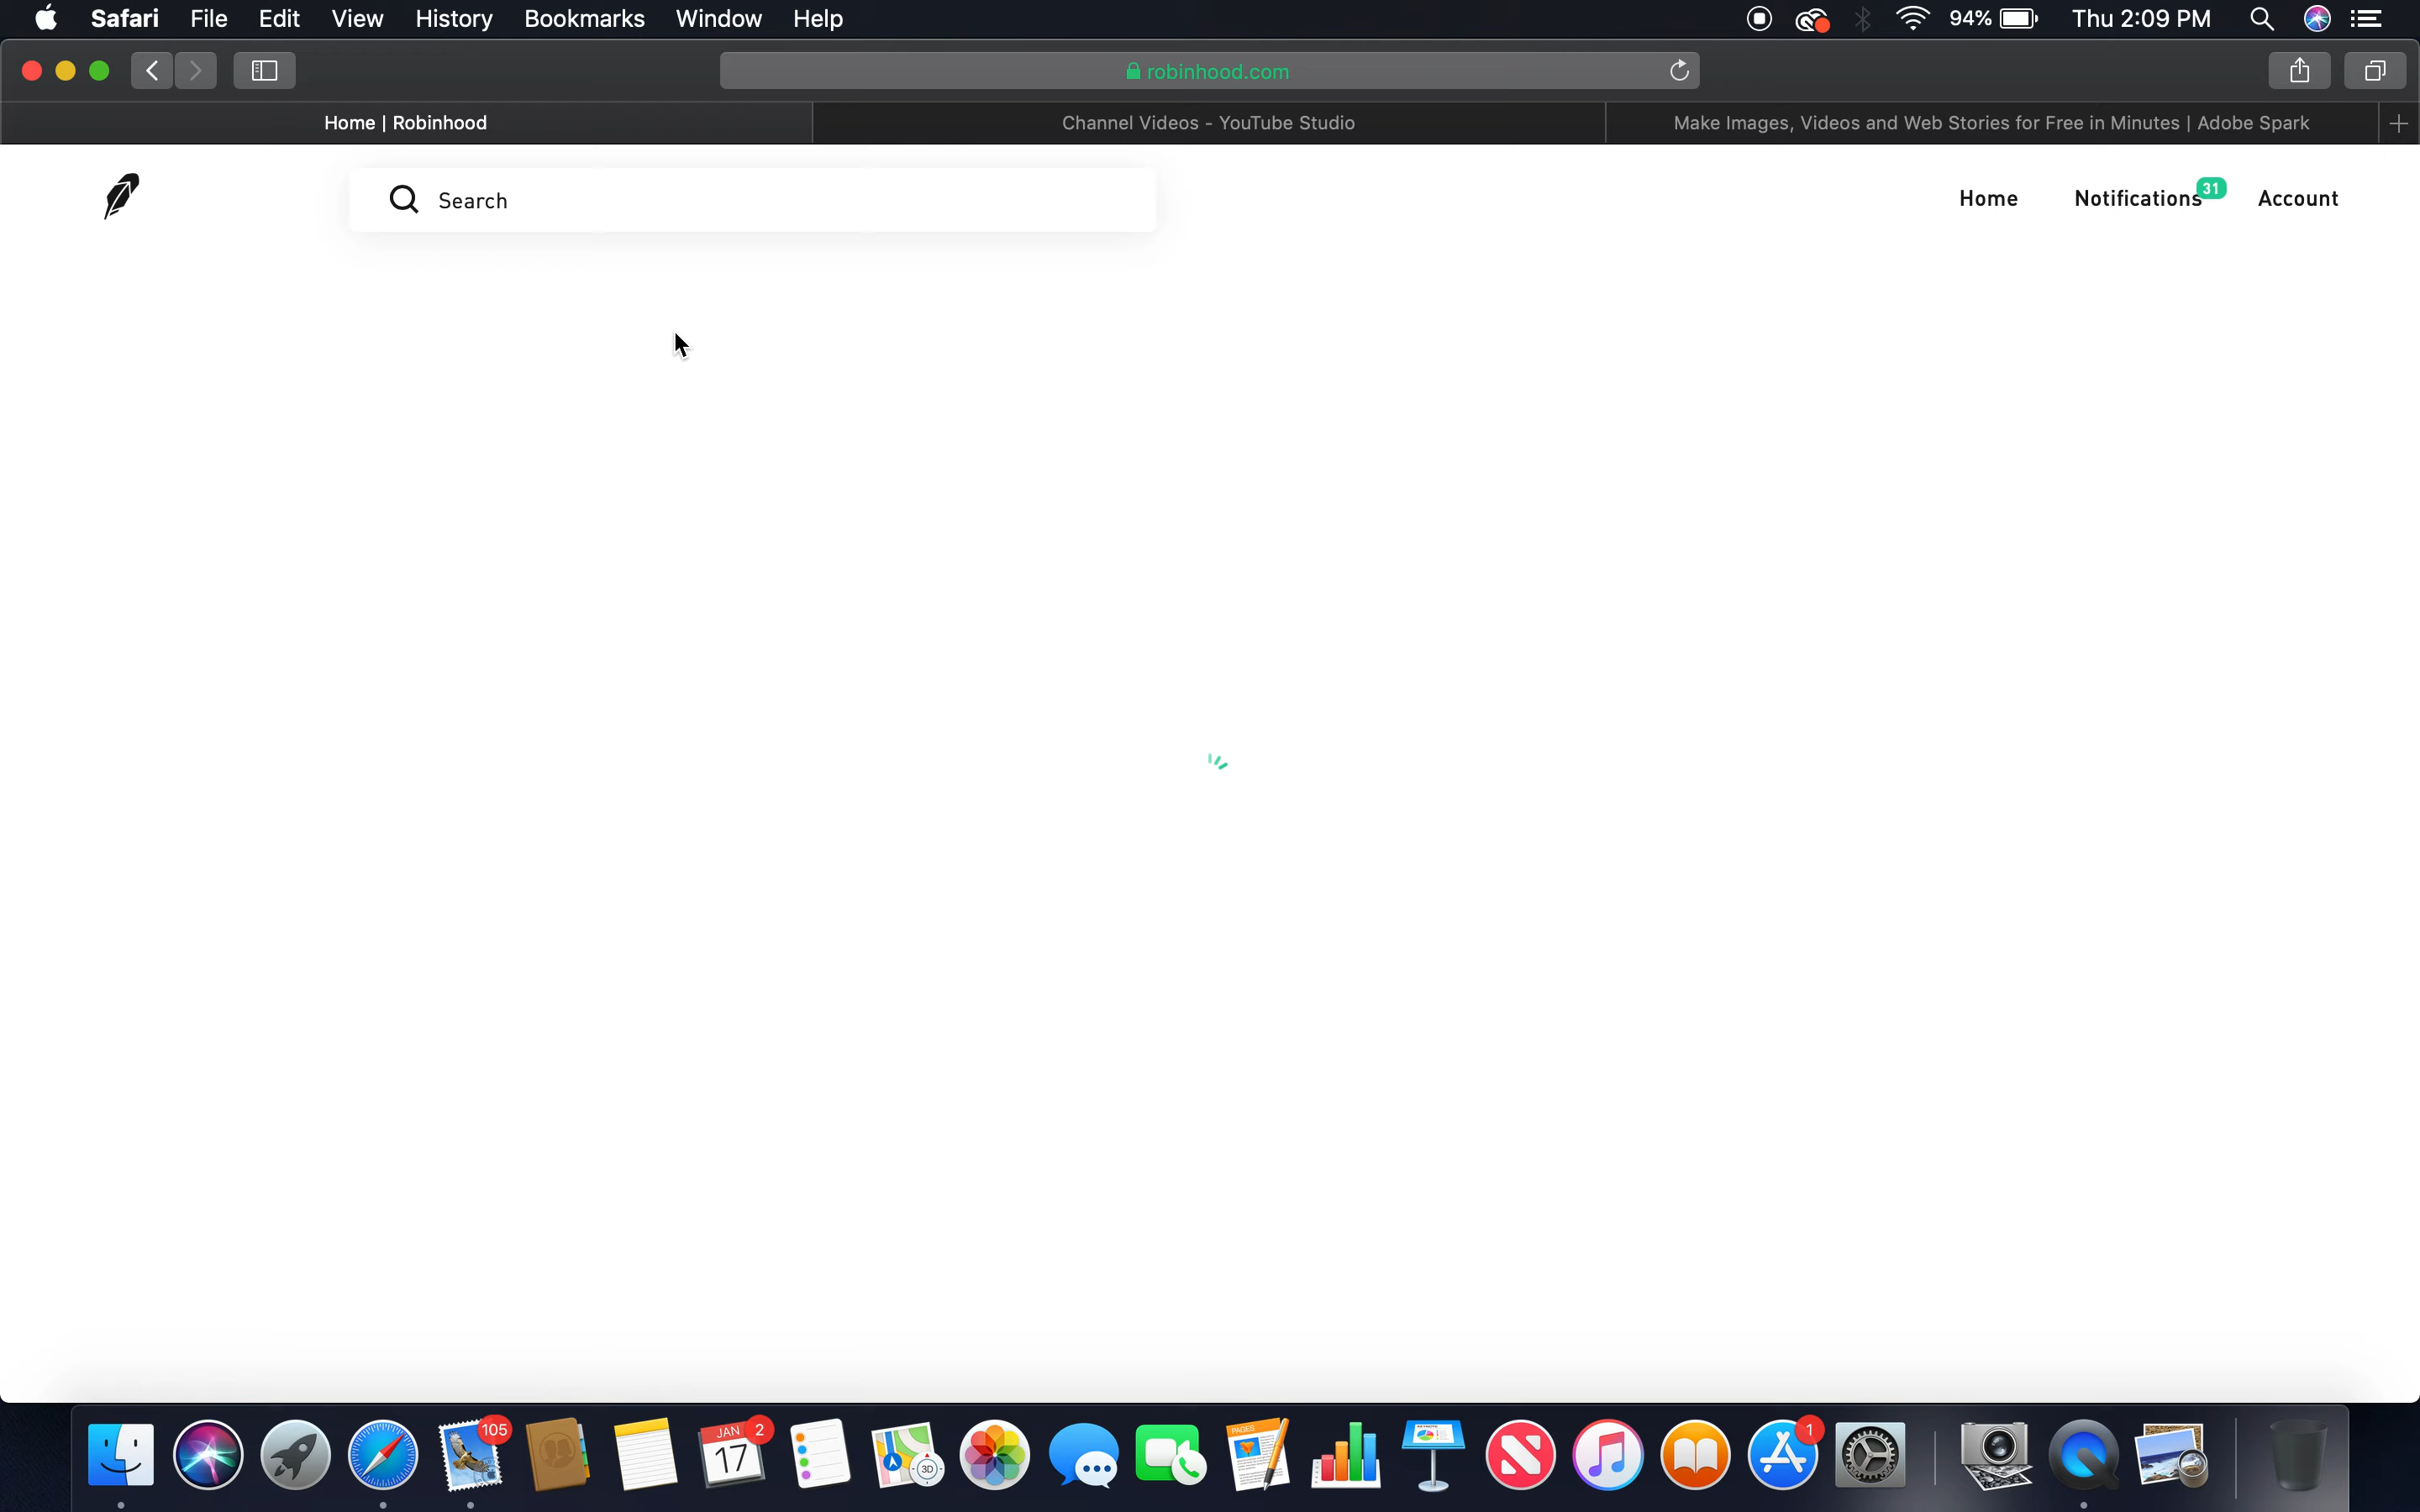 Safari File Edit View History Bookmarks Window Help 94% Thu 2:09 PM
robinhood.com
Home | Robinhood Channel Videos - YouTube Studio Make Images, Videos and Web Stories for Free in Minutes | Adobe Spark
Search Home Notifications 31 Account
105 JAN 17 2 3D PAGES 1